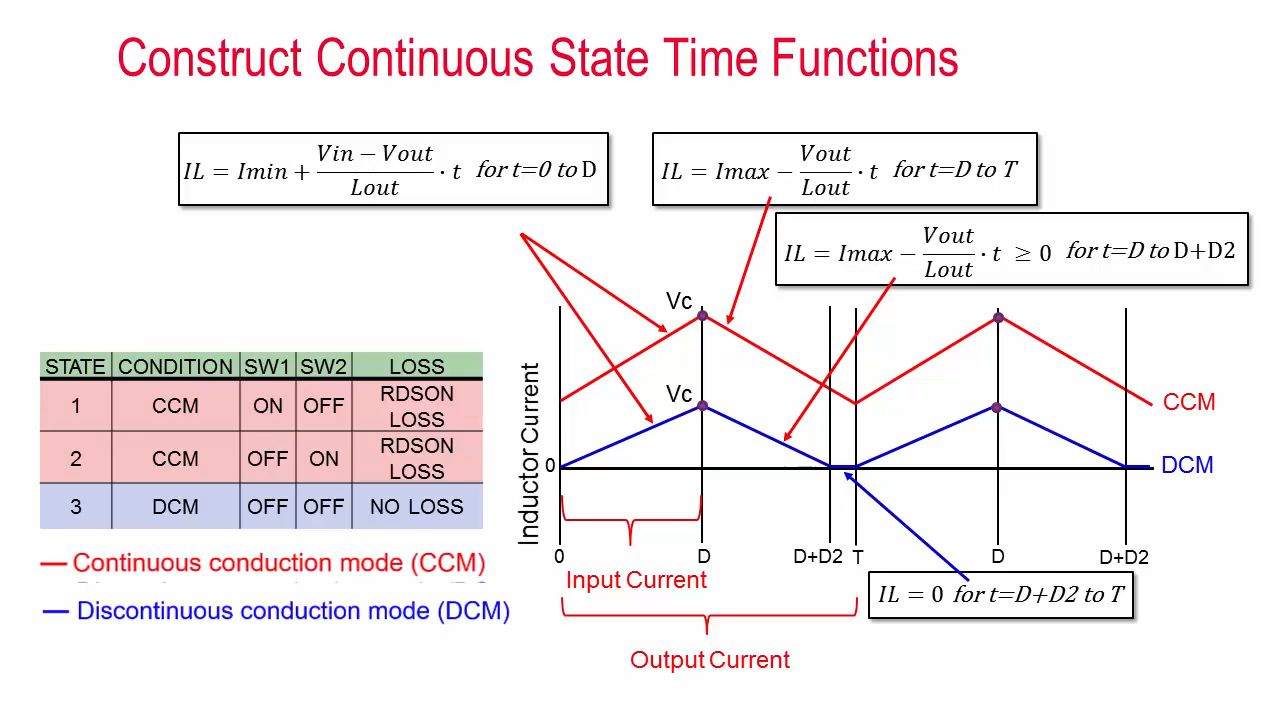 Construct Continuous State Time Functions
IL = Imin + \frac{Vin − Vout}{Lout} · t for t=0 to D
IL = Imax − \frac{Vout}{Lout} · t for t=D to T
IL = Imax − \frac{Vout}{Lout} · t ≥ 0 for t=D to D+D2
STATE CONDITION SW1 SW2 LOSS
1 CCM ON OFF RDSON LOSS
2 CCM OFF ON RDSON LOSS
3 DCM OFF OFF NO LOSS
Continuous conduction mode (CCM)
Discontinuous conduction mode (DCM)
Inductor Current
Vc
Vc
CCM
DCM
0
0 D D+D2 T D D+D2
Input Current
IL = 0 for t=D+D2 to T
Output Current